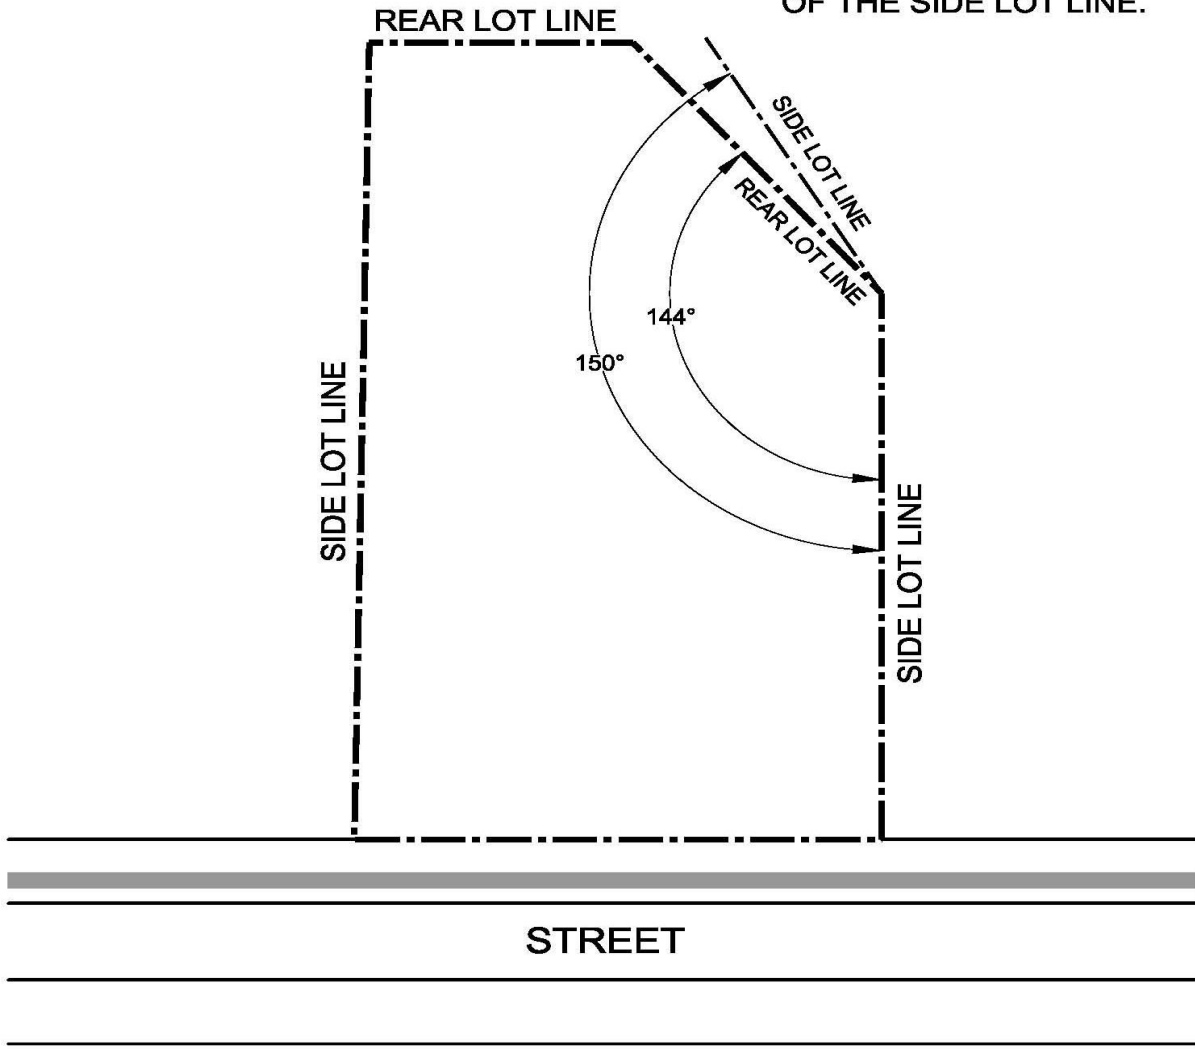 OF THE SIDE LOT LINE.
REAR LOT LINE
SIDE LOT LINE
REAR LOT LINE
144°
150°
SIDE LOT LINE
SIDE LOT LINE
STREET